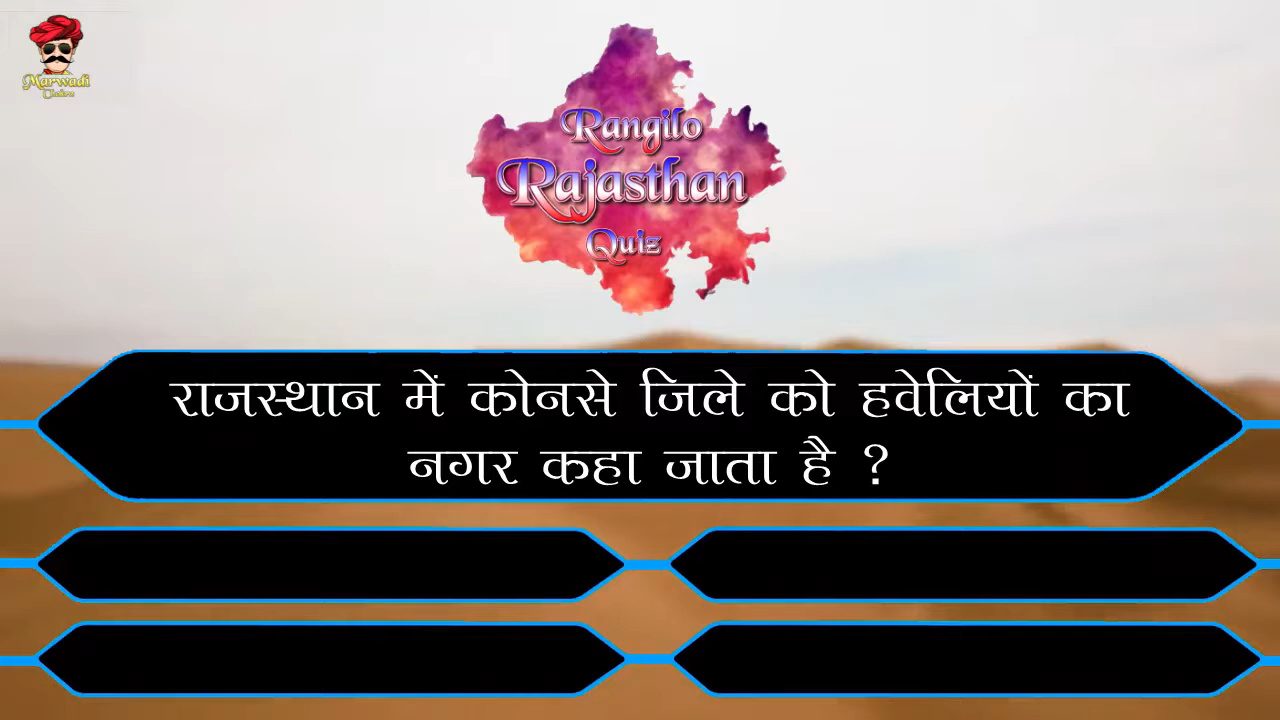 Marwadi
Rangilo
Rajasthan
Quiz
राजस्थान में कोनसे जिले को हवेलियों का
नगर कहा जाता है ?